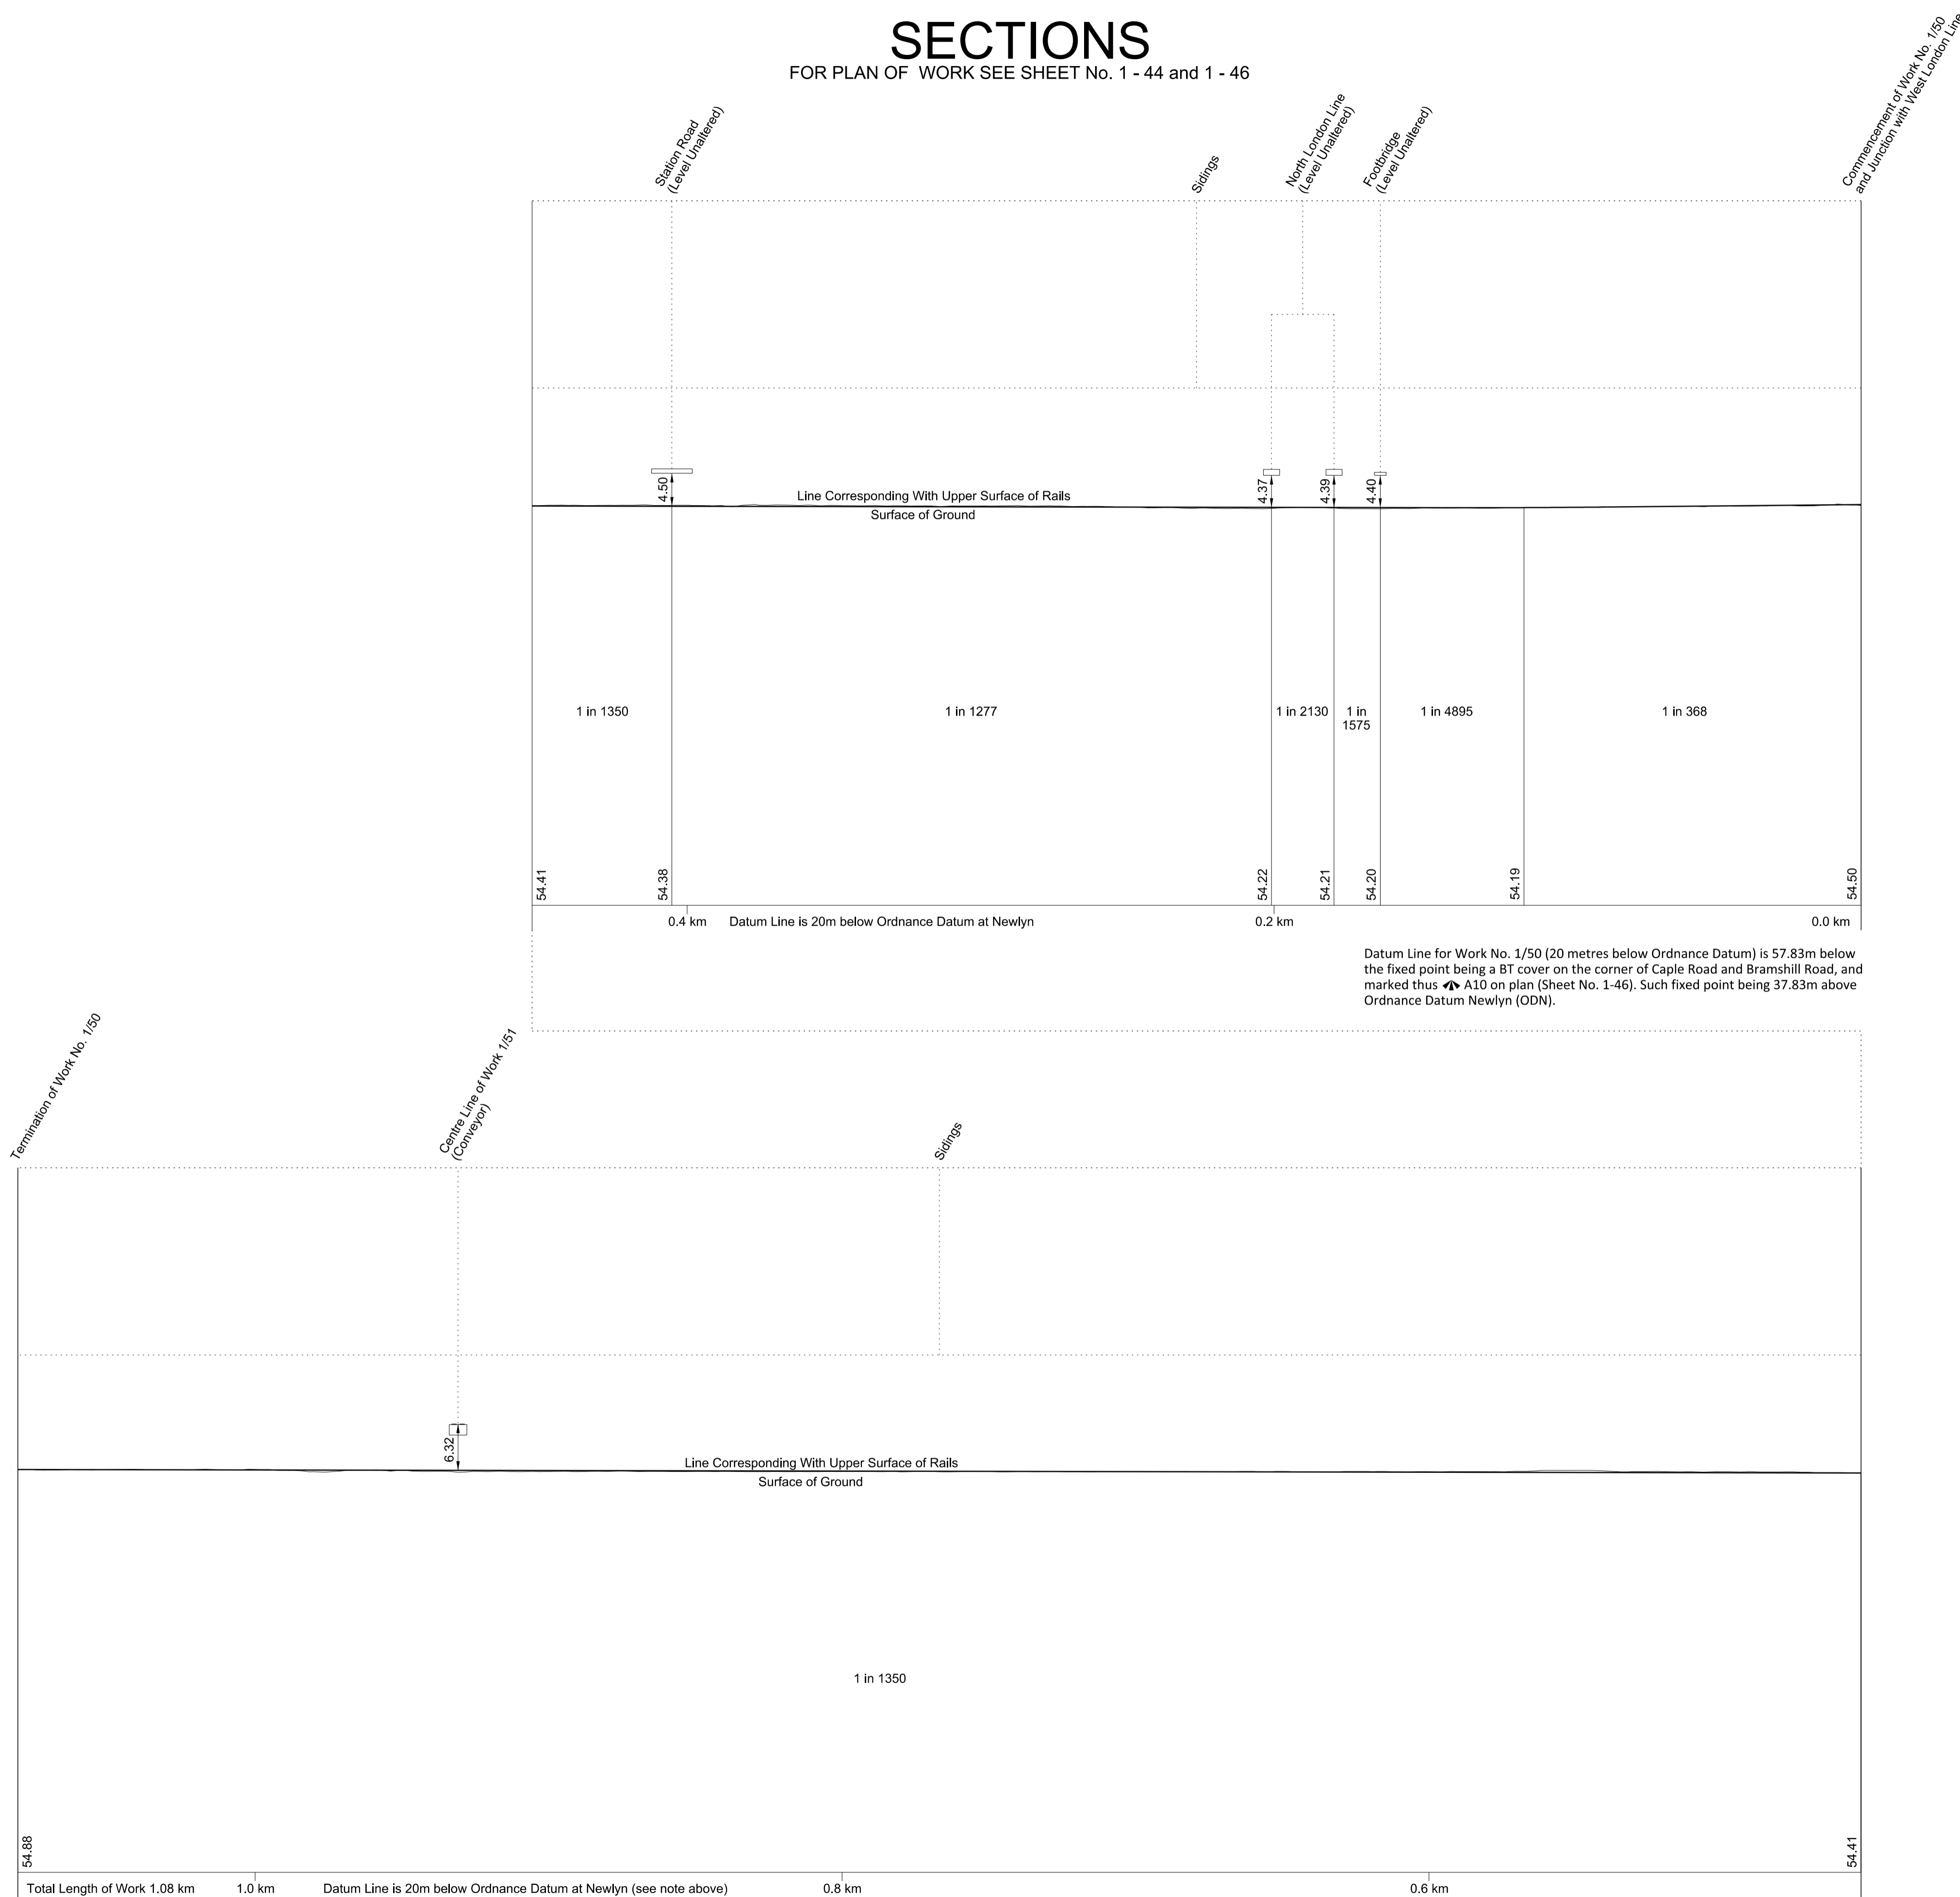 SECTIONS
FOR PLAN OF WORK SEE SHEET No. 1 - 44 and 1 - 46
Station Road
(Level Unaltered)
Sidings
North London Line
(Level Unaltered)
Footbridge
(Level Unaltered)
Commencement of Work No. 1/50
and Junction with West London Line
4.50
4.37
4.39
4.40
Line Corresponding With Upper Surface of Rails
Surface of Ground
1 in 1350
1 in 1277
1 in 2130
1 in
1575
1 in 4895
1 in 368
54.41
54.38
54.22
54.21
54.20
54.19
54.50
0.4 km
Datum Line is 20m below Ordnance Datum at Newlyn
0.2 km
0.0 km
Datum Line for Work No. 1/50 (20 metres below Ordnance Datum) is 57.83m below
the fixed point being a BT cover on the corner of Caple Road and Bramshill Road, and
marked thus A10 on plan (Sheet No. 1-46). Such fixed point being 37.83m above
Ordnance Datum Newlyn (ODN).
Termination of Work No. 1/50
Centre Line of Work 1/51
(Conveyor)
Sidings
6.32
Line Corresponding With Upper Surface of Rails
Surface of Ground
1 in 1350
54.88
54.41
Total Length of Work 1.08 km
1.0 km
Datum Line is 20m below Ordnance Datum at Newlyn (see note above)
0.8 km
0.6 km